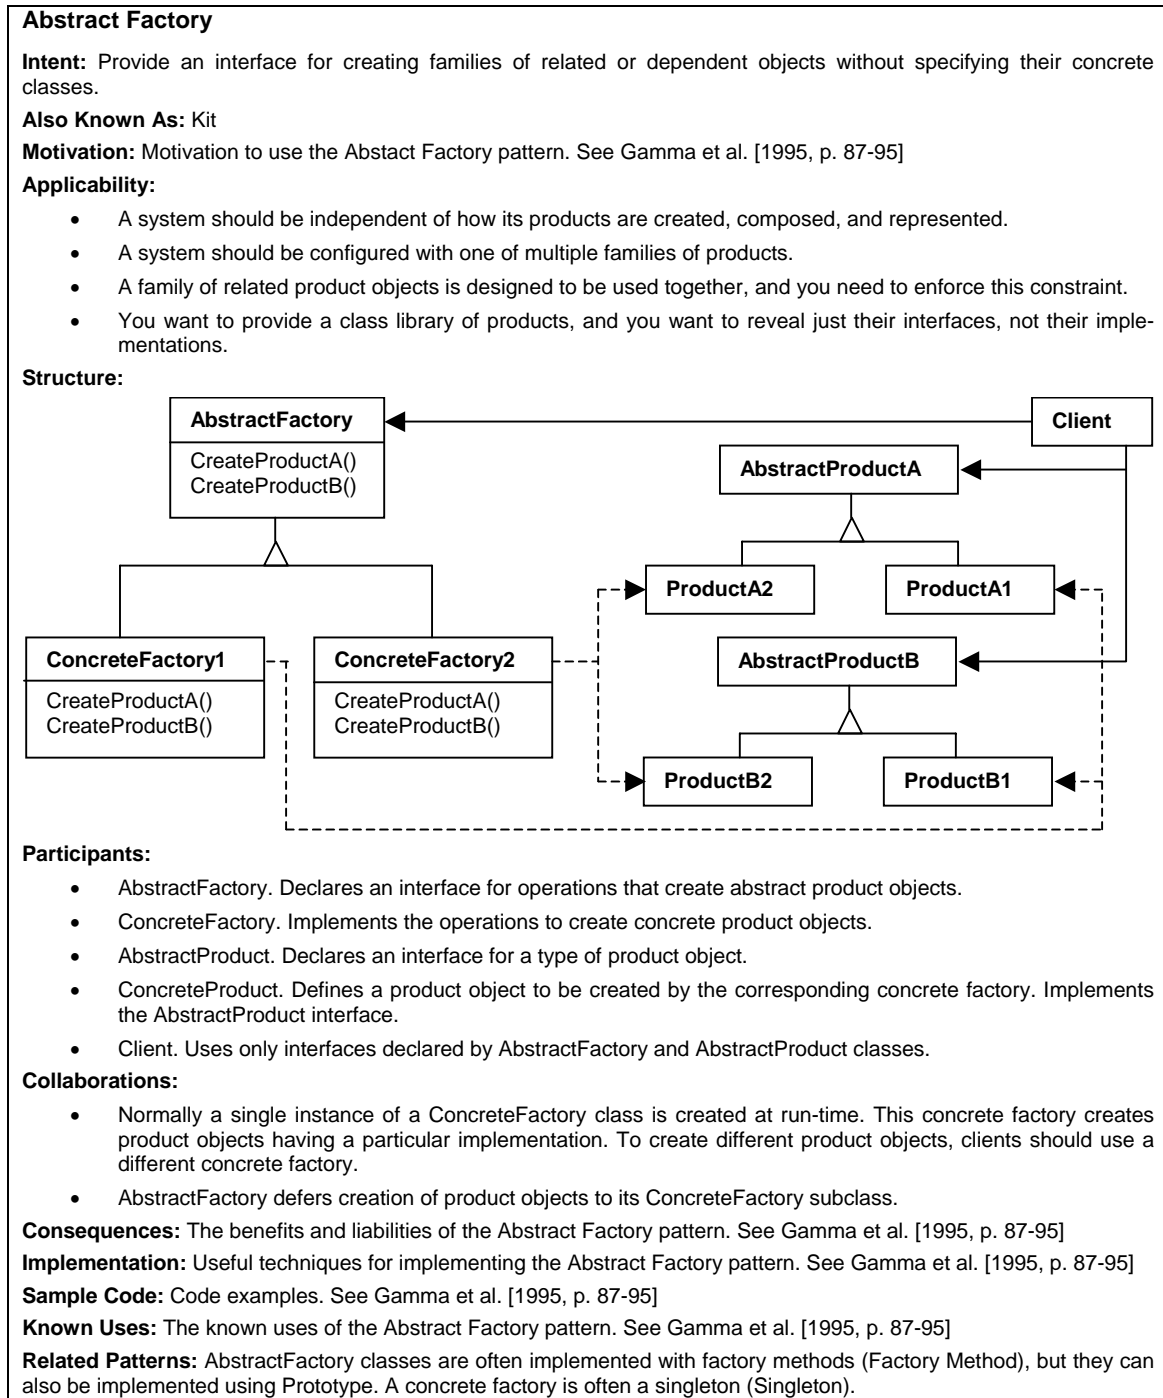 Abstract Factory
Intent: Provide an interface for creating families of related or dependent objects without specifying their concrete
classes.
Also Known As: Kit
Motivation: Motivation to use the Abstact Factory pattern. See Gamma et al. [1995, p. 87-95]
Applicability:
• A system should be independent of how its products are created, composed, and represented.
• A system should be configured with one of multiple families of products.
• A family of related product objects is designed to be used together, and you need to enforce this constraint.
• You want to provide a class library of products, and you want to reveal just their interfaces, not their imple-
mentations.
Structure:
AbstractFactory
CreateProductA()
CreateProductB()
Client
AbstractProductA
ProductA2
ProductA1
ConcreteFactory1
CreateProductA()
CreateProductB()
ConcreteFactory2
CreateProductA()
CreateProductB()
AbstractProductB
ProductB2
ProductB1
Participants:
• AbstractFactory. Declares an interface for operations that create abstract product objects.
• ConcreteFactory. Implements the operations to create concrete product objects.
• AbstractProduct. Declares an interface for a type of product object.
• ConcreteProduct. Defines a product object to be created by the corresponding concrete factory. Implements
the AbstractProduct interface.
• Client. Uses only interfaces declared by AbstractFactory and AbstractProduct classes.
Collaborations:
• Normally a single instance of a ConcreteFactory class is created at run-time. This concrete factory creates
product objects having a particular implementation. To create different product objects, clients should use a
different concrete factory.
• AbstractFactory defers creation of product objects to its ConcreteFactory subclass.
Consequences: The benefits and liabilities of the Abstract Factory pattern. See Gamma et al. [1995, p. 87-95]
Implementation: Useful techniques for implementing the Abstract Factory pattern. See Gamma et al. [1995, p. 87-95]
Sample Code: Code examples. See Gamma et al. [1995, p. 87-95]
Known Uses: The known uses of the Abstract Factory pattern. See Gamma et al. [1995, p. 87-95]
Related Patterns: AbstractFactory classes are often implemented with factory methods (Factory Method), but they can
also be implemented using Prototype. A concrete factory is often a singleton (Singleton).